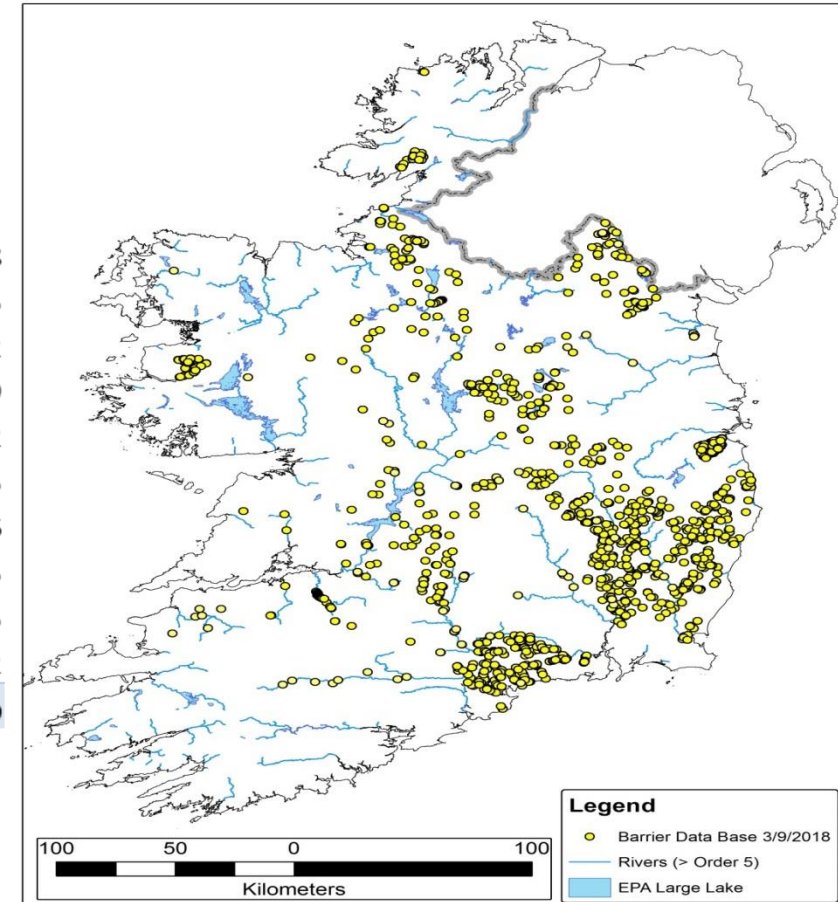 Legend
Barrier Data Base 3/9/2018
Rivers (> Order 5)
EPA Large Lake
100 50 0 100
Kilometers